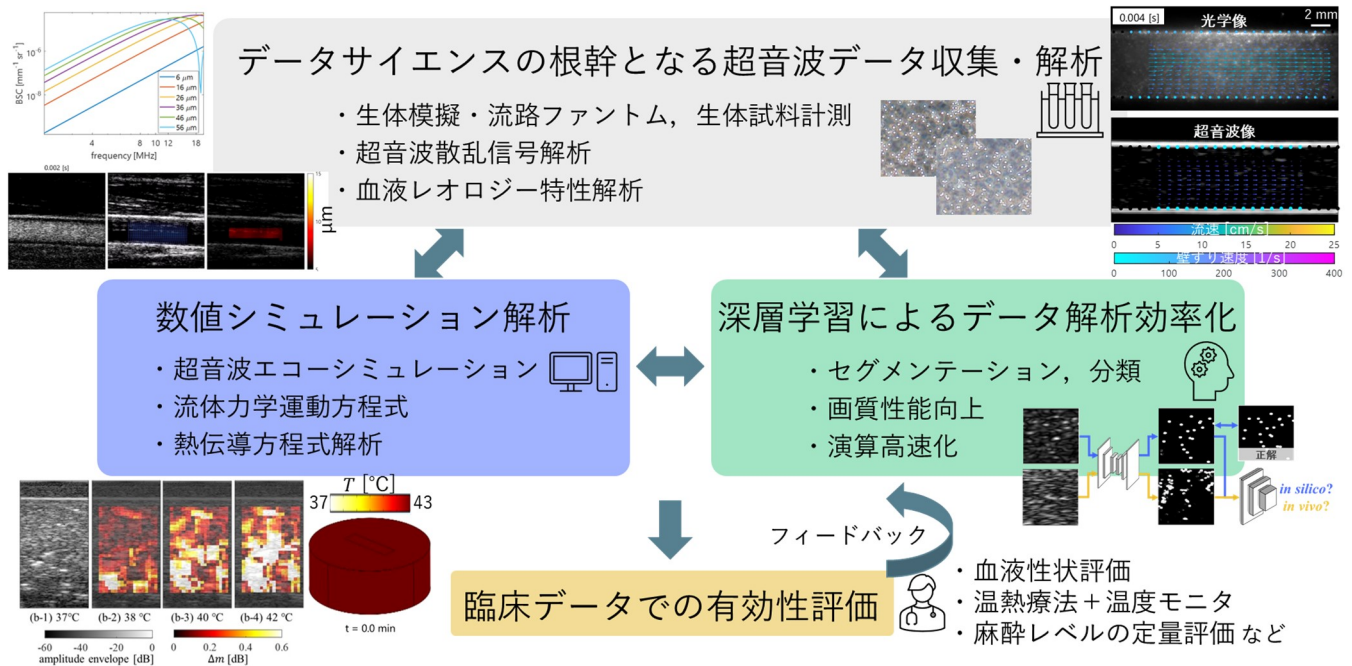 データサイエンスの根幹となる超音波データ収集・解析
・生体模擬・流路ファントム，生体試料計測
・超音波散乱信号解析
・血液レオロジー特性解析
BSC [mm⁻¹ sr⁻¹]
10⁻⁶
10⁻⁸
6 μm
16 μm
26 μm
36 μm
46 μm
56 μm
4
8
10
12
18
frequency [MHz]
0.002 [s]
15
10
5
μm
0.004 [s]
光学像
2 mm
超音波像
流速 [cm/s]
0 5 10 15 20 25
壁ずり速度 [1/s]
0 100 200 300 400
数値シミュレーション解析
・超音波エコーシミュレーション
・流体力学運動方程式
・熱伝導方程式解析
深層学習によるデータ解析効率化
・セグメンテーション，分類
・画質性能向上
・演算高速化
正解
in silico?
in vivo?
T [°C]
37 43
t = 0.0 min
(b-1) 37°C (b-2) 38 °C (b-3) 40 °C (b-4) 42 °C
-60 -40 -20 0
amplitude envelope [dB]
0 0.2 0.4 0.6
Δm [dB]
フィードバック
臨床データでの有効性評価
・血液性状評価
・温熱療法＋温度モニタ
・麻酔レベルの定量評価 など